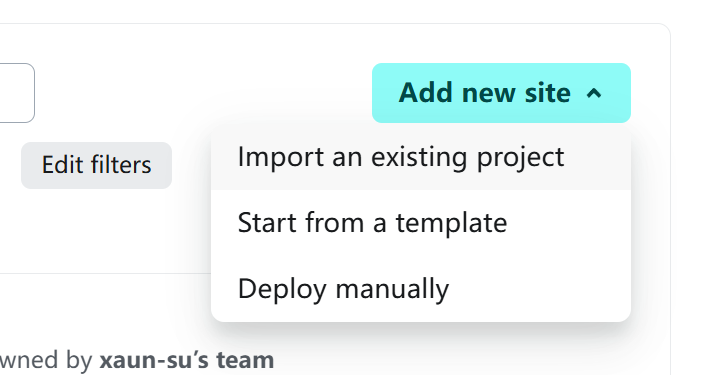 Add new site
Edit filters
Import an existing project
Start from a template
Deploy manually
wned by xaun-su’s team